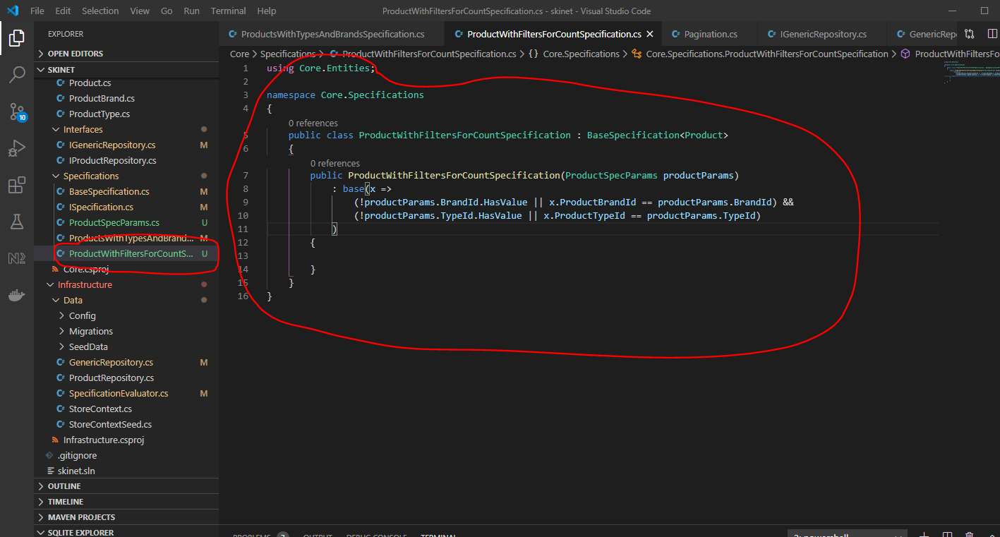 File Edit Selection View Go Run Terminal Help ProductWithFiltersForCountSpecification.cs - skinet - Visual Studio Code
EXPLORER
OPEN EDITORS
SKINET
Product.cs
ProductBrand.cs
ProductType.cs
Interfaces
IGenericRepository.cs M
IProductRepository.cs
Specifications
BaseSpecification.cs M
ISpecification.cs M
ProductSpecParams.cs U
ProductsWithTypesAndBrand... M
ProductWithFiltersForCountS... U
Core.csproj
Infrastructure
Data
Config
Migrations
SeedData
GenericRepository.cs M
ProductRepository.cs
SpecificationEvaluator.cs M
StoreContext.cs
StoreContextSeed.cs
Infrastructure.csproj
.gitignore
skinet.sln
OUTLINE
TIMELINE
MAVEN PROJECTS
SQLITE EXPLORER
10
ProductsWithTypesAndBrandsSpecification.cs ProductWithFiltersForCountSpecification.cs Pagination.cs IGenericRepository.cs GenericRep
Core > Specifications > ProductWithFiltersForCountSpecification.cs > {} Core.Specifications > Core.Specifications.ProductWithFiltersForCountSpecification > ProductWithFiltersFo
1 using Core.Entities;
2
3 namespace Core.Specifications
4 {
0 references
5 public class ProductWithFiltersForCountSpecification : BaseSpecification<Product>
6 {
0 references
7 public ProductWithFiltersForCountSpecification(ProductSpecParams productParams)
8 : base(x =>
9 (!productParams.BrandId.HasValue || x.ProductBrandId == productParams.BrandId) &&
10 (!productParams.TypeId.HasValue || x.ProductTypeId == productParams.TypeId)
11 )
12 {
13
14 }
15 }
16 }
PROBLEMS OUTPUT DEBUG CONSOLE TERMINAL 2: powershell